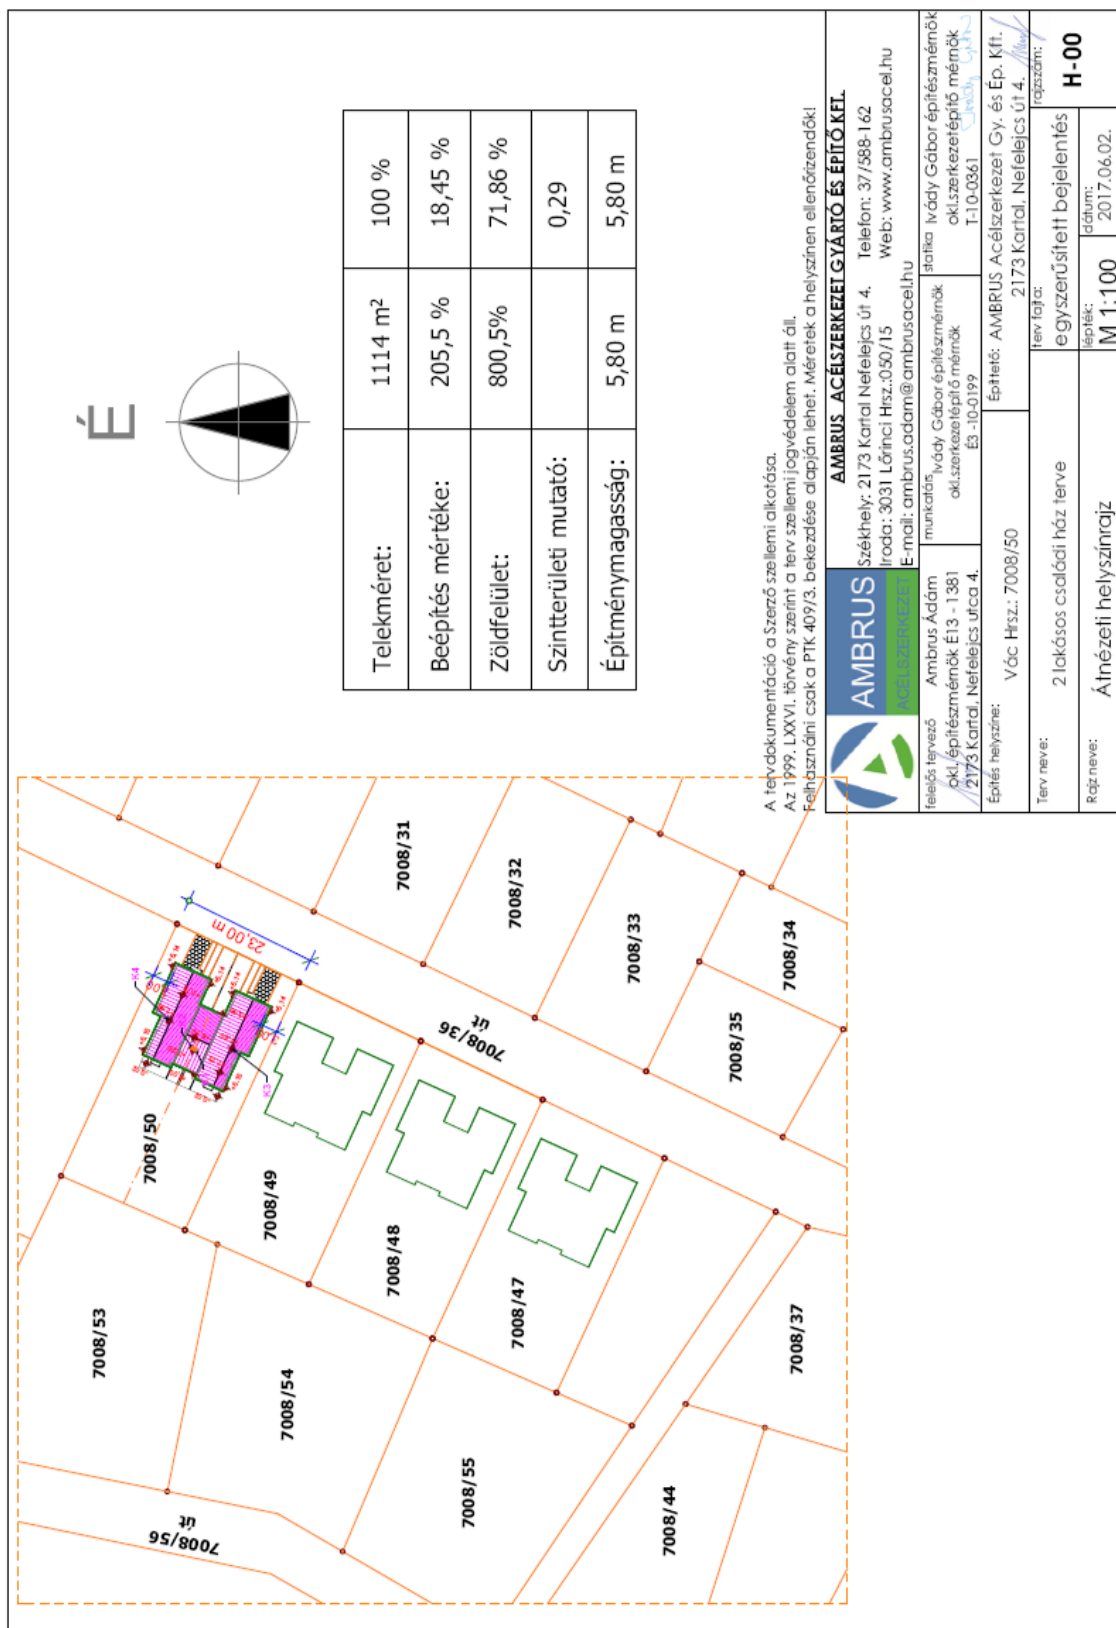 É
Telekméret: 1114 m² 100 %
Beépítés mértéke: 205,5 % 18,45 %
Zöldfelület: 800,5% 71,86 %
Szintterületi mutató: 0,29
Építménymagasság: 5,80 m 5,80 m
7008/53
7008/50
7008/31
7008/54
7008/49
7008/32
7008/56
út
7008/48
7008/36
út
7008/33
7008/55
7008/47
7008/35
7008/34
7008/44
7008/37
23,00 m
K4
K3
A tervdokumentáció a Szerző szellemi alkotása.
Az 1999. LXXVI. törvény szerint a terv szellemi jogvédelem alatt áll.
Felhasználni csak a PTK 409/3. bekezdése alapján lehet. Méretek a helyszínen ellenőrizendők!
AMBRUS
ACÉLSZERKEZET
AMBRUS ACÉLSZERKEZET GYÁRTÓ ÉS ÉPÍTŐ KFT.
Székhely: 2173 Kartal Nefelejcs út 4. Telefon: 37/588-162
Iroda: 3031 Lőrinci Hrsz.:050/15 Web: www.ambrusacel.hu
E-mail: ambrus.adam@ambrusacel.hu
felelős tervező Ambrus Ádám
okl. építészmérnök É13 - 1381
2173 Kartal, Nefelejcs utca 4.
munkatárs Ivády Gábor építészmérnök
okl.szerkezetépítő mérnök
É3 -10-0199
statika Ivády Gábor építészmérnök
okl.szerkezetépítő mérnök
T-10-0361
Építés helyszíne: Vác Hrsz.: 7008/50
Építtető: AMBRUS Acélszerkezet Gy. és Ép. Kft.
2173 Kartal, Nefelejcs út 4.
Terv neve: 2 lakásos családi ház terve
terv fajta: egyszerűsített bejelentés
rajzszám: H-00
Rajz neve: Átnézeti helyszínrajz
lépték: M 1:100
dátum: 2017.06.02.